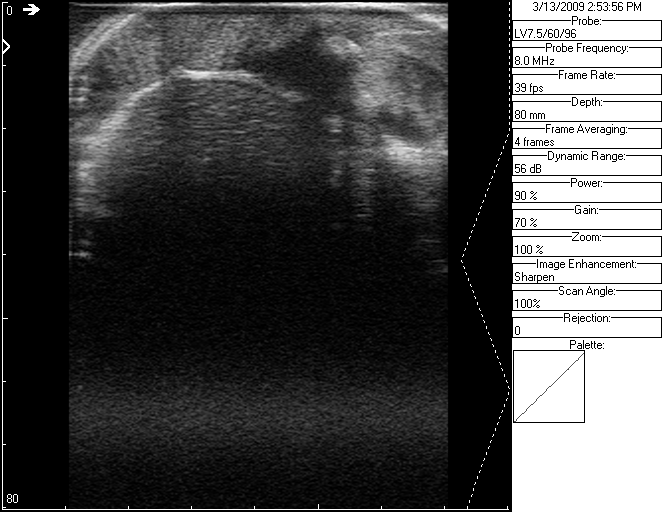 0
80
3/13/2009 2:53:56 PM
Probe:
LV7.5/60/96
Probe Frequency:
8.0 MHz
Frame Rate:
39 fps
Depth:
80 mm
Frame Averaging:
4 frames
Dynamic Range:
56 dB
Power:
90 %
Gain:
70 %
Zoom:
100 %
Image Enhancement:
Sharpen
Scan Angle:
100%
Rejection:
0
Palette: